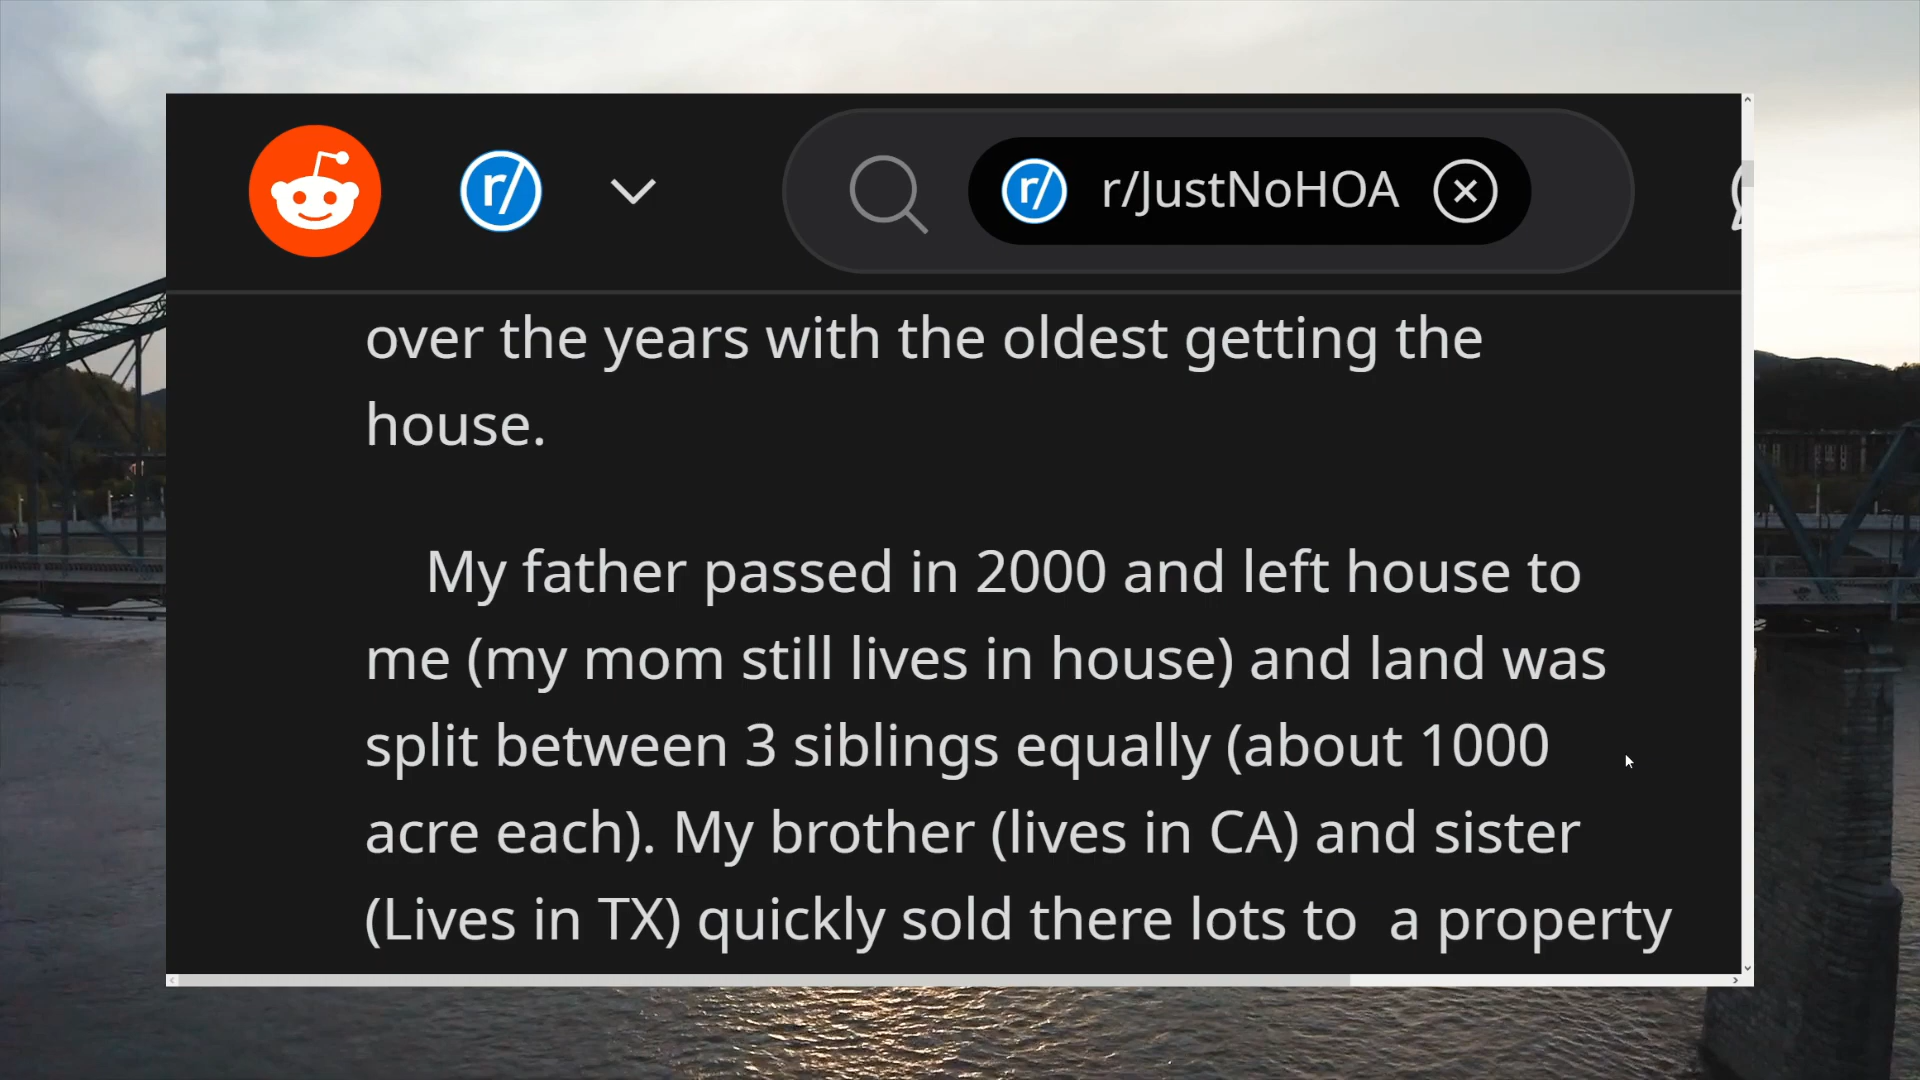 r/ r/ r/JustNoHOA
over the years with the oldest getting the
house.
My father passed in 2000 and left house to
me (my mom still lives in house) and land was
split between 3 siblings equally (about 1000
acre each). My brother (lives in CA) and sister
(Lives in TX) quickly sold there lots to  a property